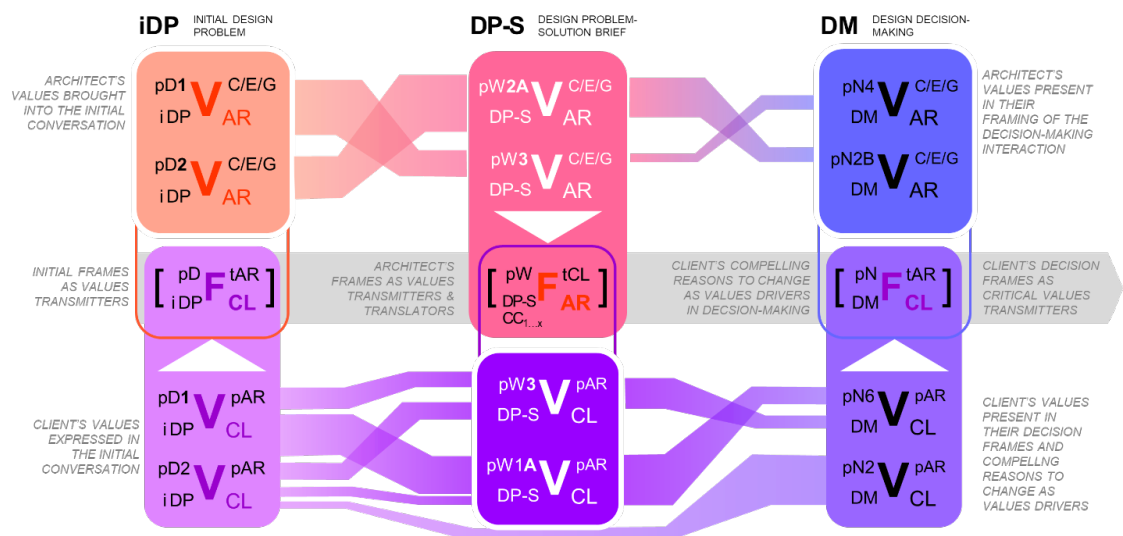 iDP INITIAL DESIGN
PROBLEM
DP-S DESIGN PROBLEM-
SOLUTION BRIEF
DM DESIGN DECISION-
MAKING
ARCHITECT'S
VALUES BROUGHT
INTO THE INITIAL
CONVERSATION
pD1 V C/E/G
iDP AR
pD2 V C/E/G
iDP AR
pW2A V C/E/G
DP-S AR
pW3 V C/E/G
DP-S AR
pN4 V C/E/G
DM AR
pN2B V C/E/G
DM AR
ARCHITECT'S
VALUES PRESENT
IN THEIR
FRAMING OF THE
DECISION-MAKING
INTERACTION
INITIAL FRAMES
AS VALUES
TRANSMITTERS
[ pD F tAR ]
iDP CL
ARCHITECT'S
FRAMES AS VALUES
TRANSMITTERS &
TRANSLATORS
[ pW F tCL ]
DP-S AR
CC1...x
CLIENT'S COMPELLING
REASONS TO CHANGE
AS VALUES DRIVERS
IN DECSION-MAKING
[ pN F tAR ]
DM CL
CLIENT'S DECISION
FRAMES AS
CRITICAL VALUES
TRANSMITTERS
CLIENT'S VALUES
EXPRESSED IN
THE INITIAL
CONVERSATION
pD1 V pAR
iDP CL
pD2 V pAR
iDP CL
pW3 V pAR
DP-S CL
pW1A V pAR
DP-S CL
pN6 V pAR
DM CL
pN2 V pAR
DM CL
CLIENT'S VALUES
PRESENT IN
THEIR DECISION
FRAMES AND
COMPELLNG
REASONS TO
CHANGE AS
VALUES DRIVERS